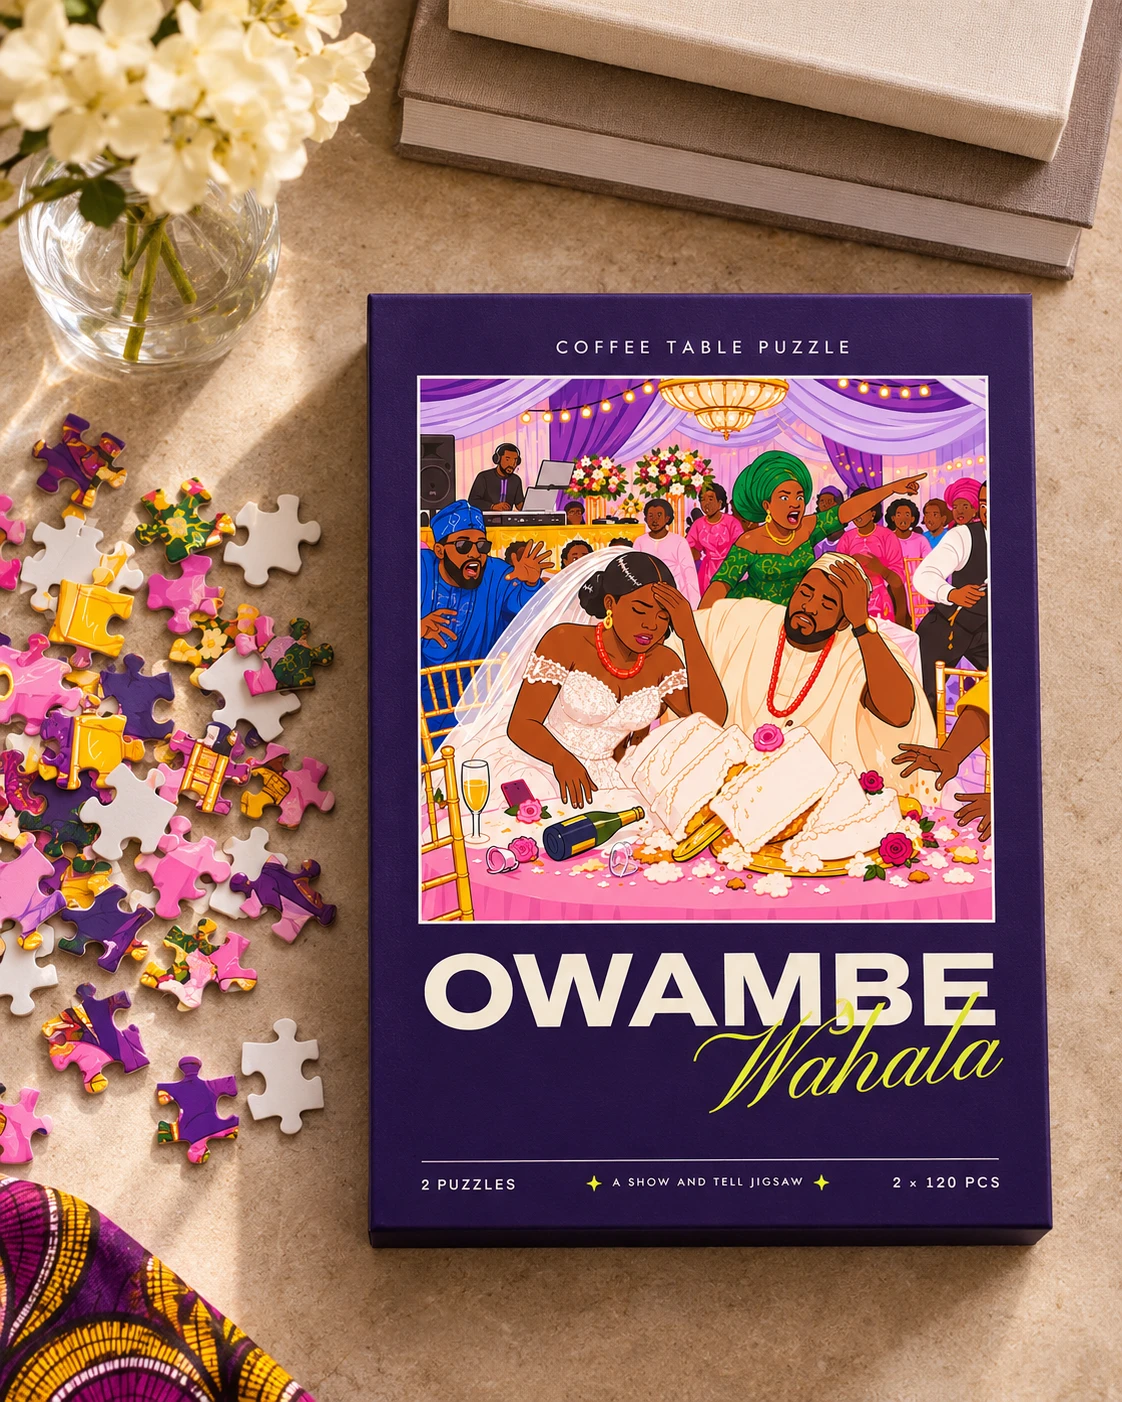 COFFEE TABLE PUZZLE
OWAMBE
Wahala
2 PUZZLES
A SHOW AND TELL JIGSAW
2 × 120 PCS